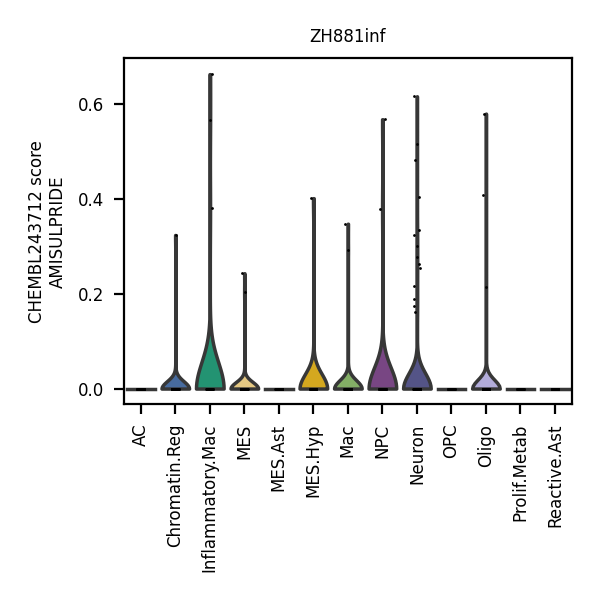 ZH881inf
CHEMBL243712 score
AMISULPRIDE
0.6
0.4
0.2
0.0
AC
Chromatin.Reg
Inflammatory.Mac
MES
MES.Ast
MES.Hyp
Mac
NPC
Neuron
OPC
Oligo
Prolif.Metab
Reactive.Ast